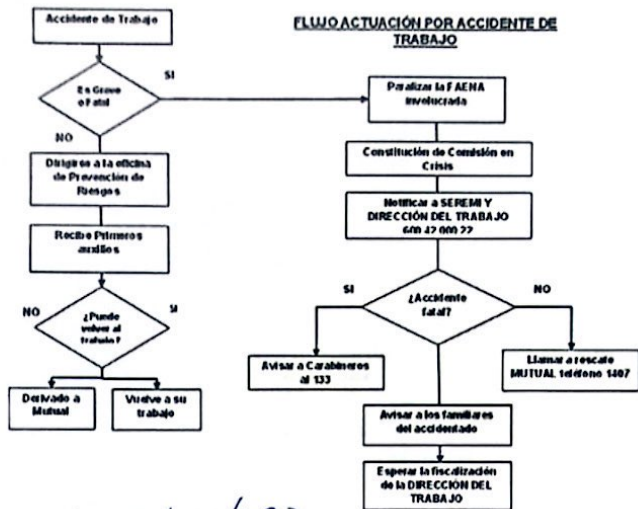 Accidente de Trabajo
FLUJO ACTUACIÓN POR ACCIDENTE DE
TRABAJO
Es Grave
o Fatal
SI
NO
Paralizar la FAENA
involucrada
Dirigirse a la oficina
de Prevención de
Riesgos
Constitución de Comisión en
Crisis
Recibe Primeros
auxilios
Notificar a SEREMI Y
DIRECCIÓN DEL TRABAJO
600 42 000 22
NO
¿Puede
volver al
trabajo?
SI
SI
¿Accidente
fatal?
NO
Derivado a
Mutual
Vuelve a su
trabajo
Avisar a Carabineros
al 133
Llamar a rescate
MUTUAL teléfono 1407
Avisar a los familiares
del accidentado
Esperar la fiscalización
de la DIRECCIÓN DEL
TRABAJO